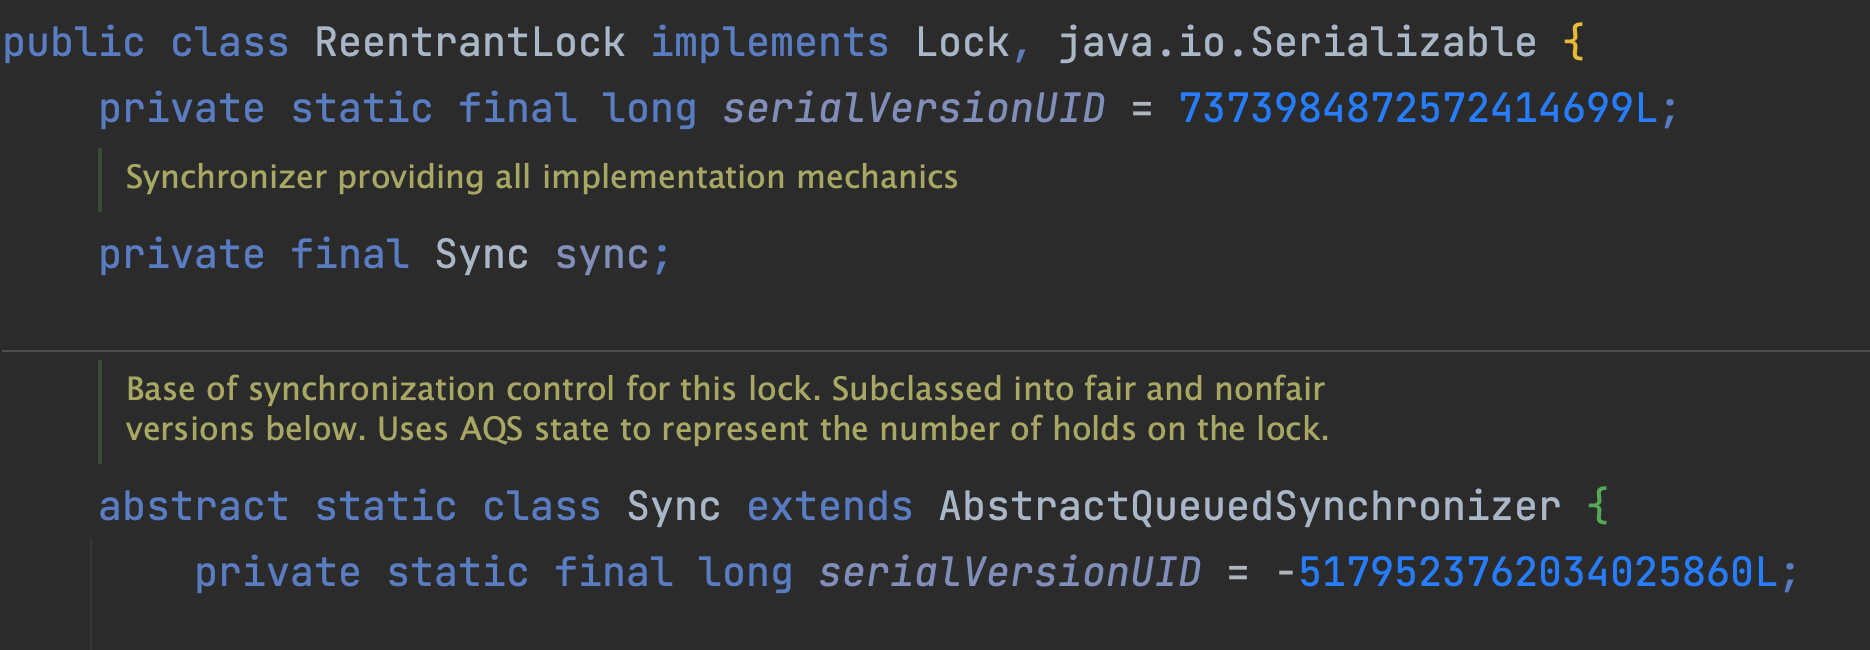 public class ReentrantLock implements Lock, java.io.Serializable {
private static final long serialVersionUID = 7373984872572414699L;
Synchronizer providing all implementation mechanics
private final Sync sync;
Base of synchronization control for this lock. Subclassed into fair and nonfair
versions below. Uses AQS state to represent the number of holds on the lock.
abstract static class Sync extends AbstractQueuedSynchronizer {
private static final long serialVersionUID = -5179523762034025860L;